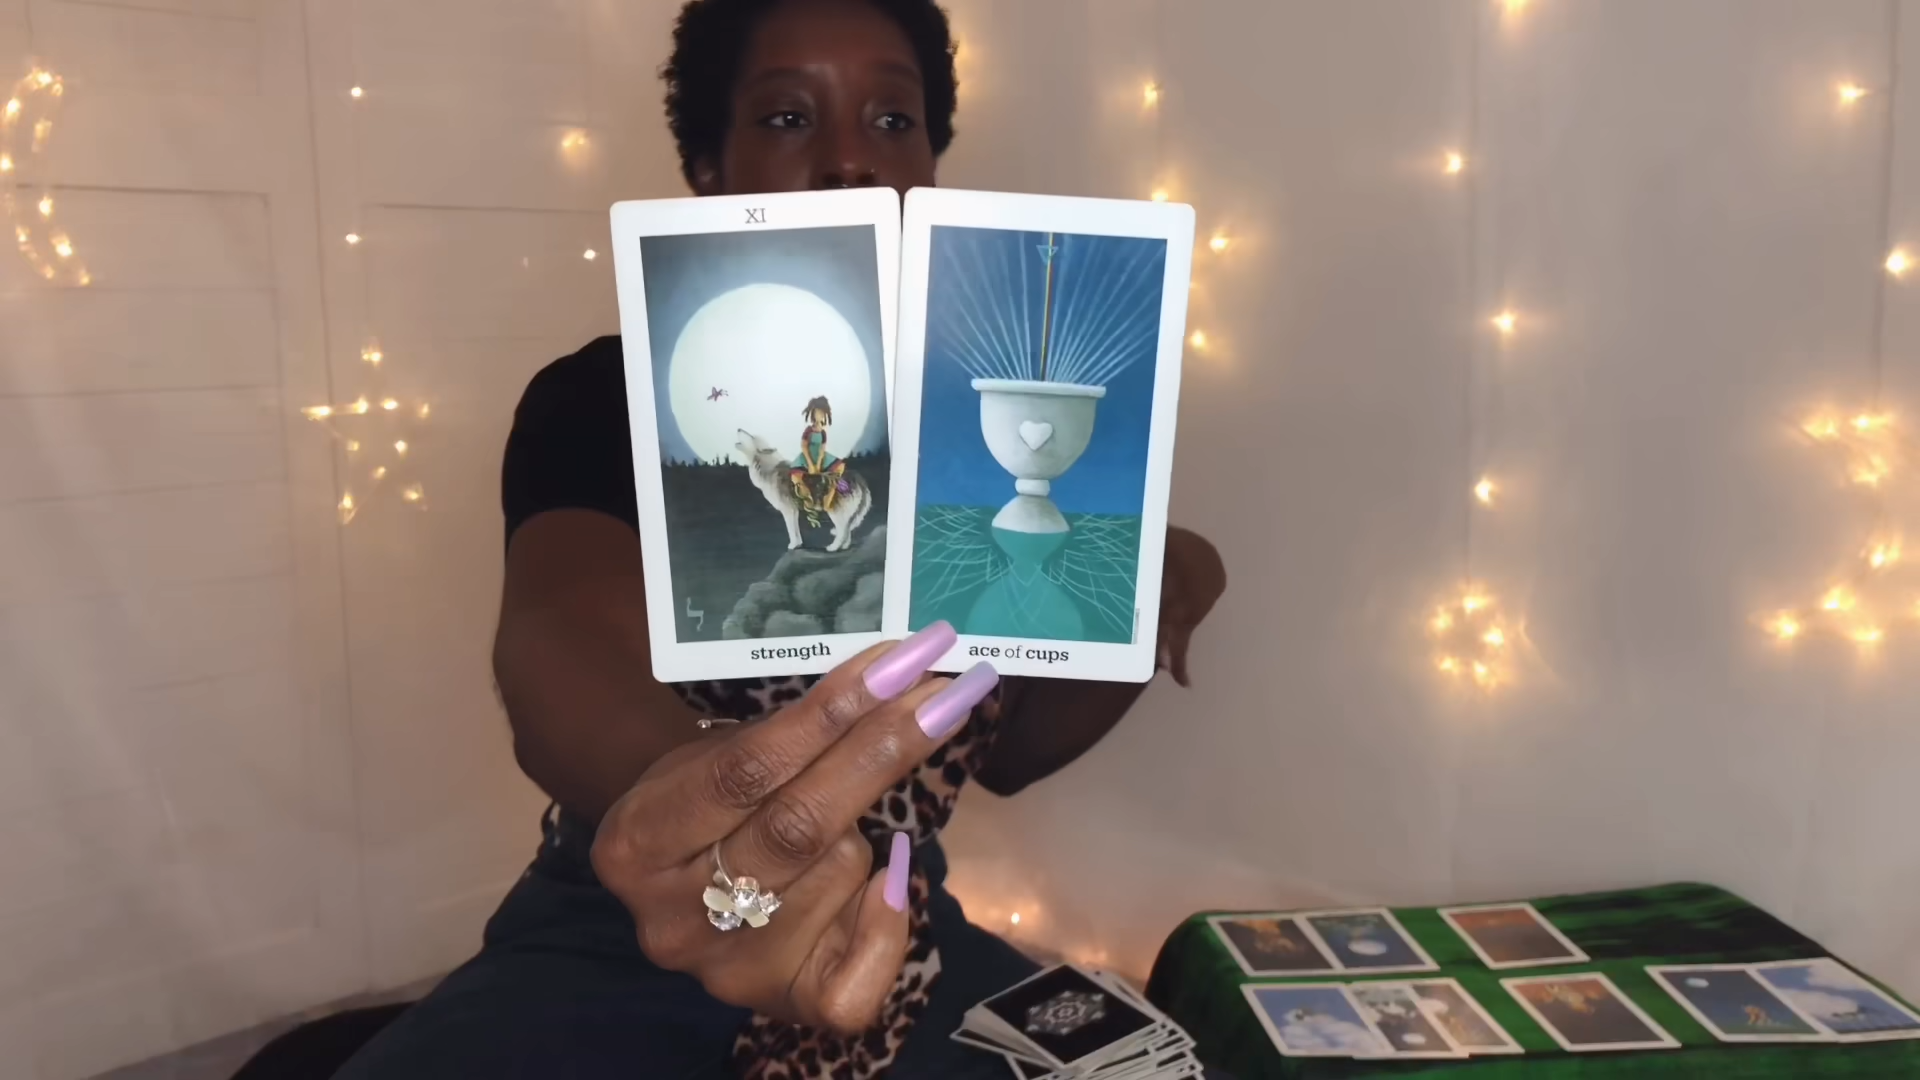 XI
strength
ace of cups